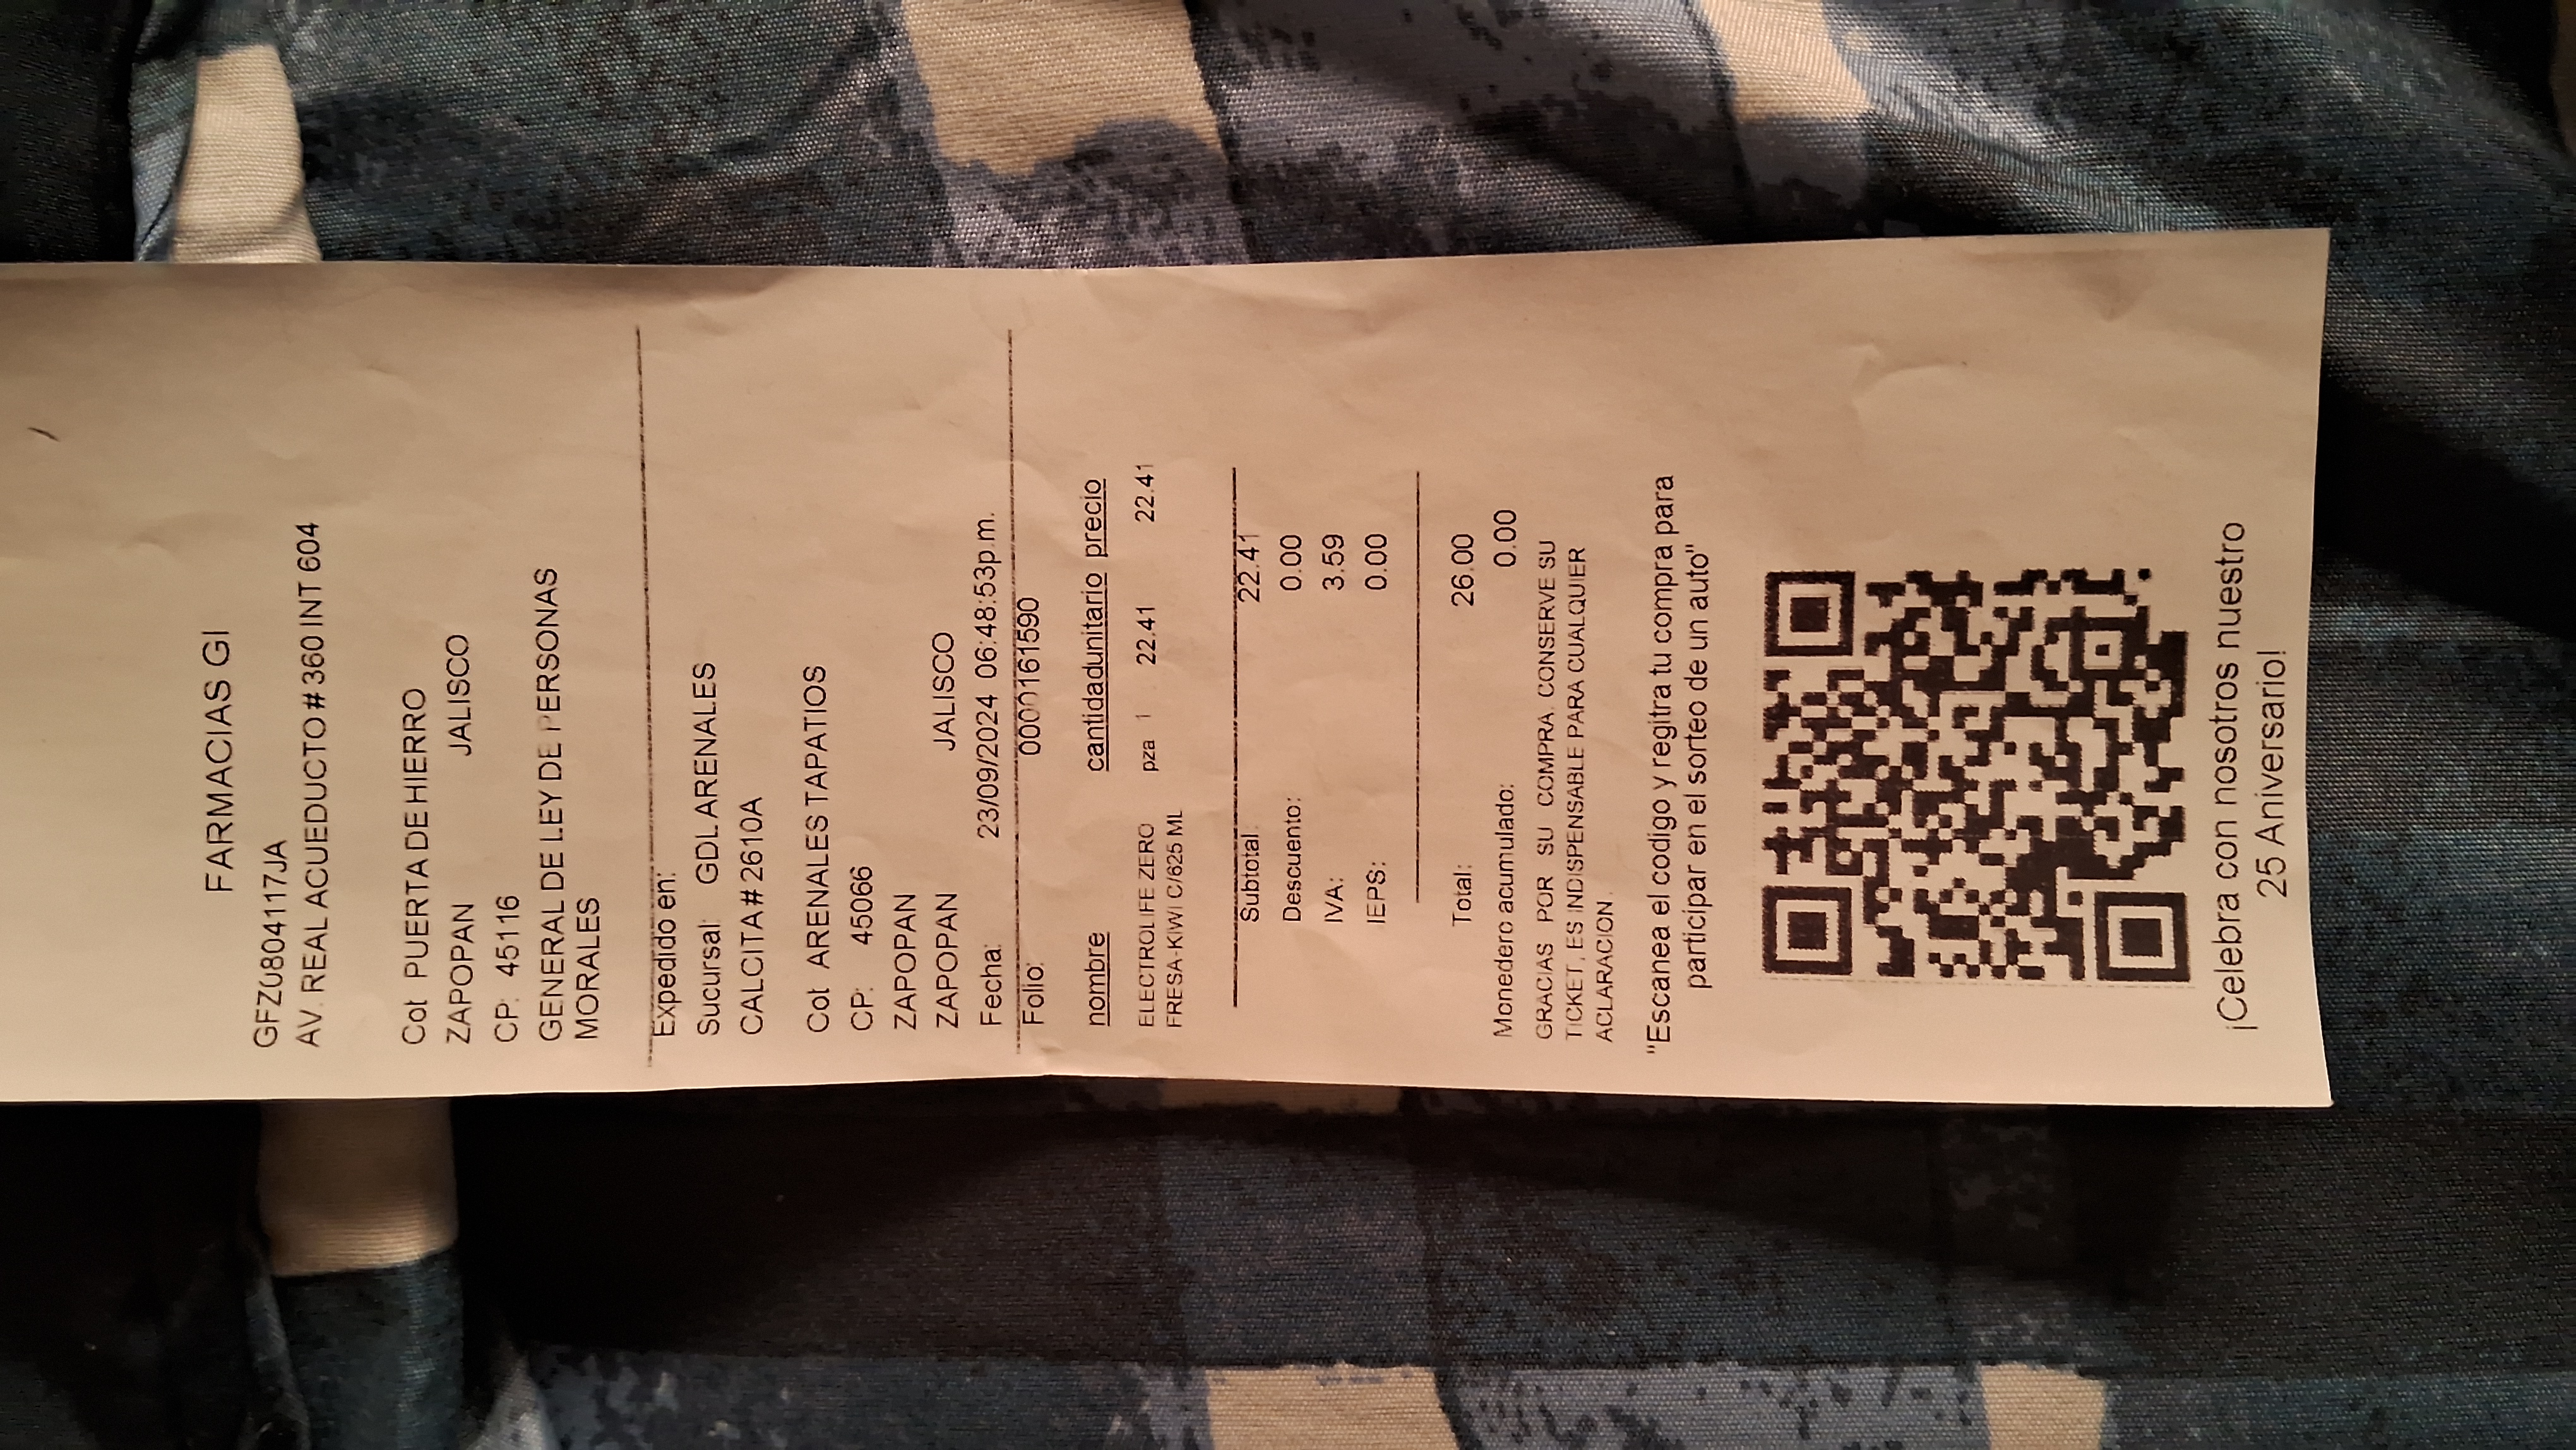 FARMACIAS GI
GFZ0804117JA
AV. REAL ACUEDUCTO # 360 INT 604
Cot PUERTA DE HIERRO
ZAPOPAN JALISCO
CP: 45116
GENERAL DE LEY DE PERSONAS
MORALES
Expedido en:
Sucursal: GDL ARENALES
CALCITA # 2610A
Cot ARENALES TAPATIOS
CP: 45066
ZAPOPAN
ZAPOPAN JALISCO
Fecha: 23/09/2024 06:48:53p.m.
Folio: 0000161590
nombre cantidadunitario precio
ELECTROLIFE ZERO pza 1 22.41 22.41
FRESA-KIWI C/625 ML
Subtotal 22.41
Descuento: 0.00
IVA: 3.59
IEPS: 0.00
Total: 26.00
Monedero acumulado: 0.00
GRACIAS POR SU COMPRA. CONSERVE SU
TICKET, ES INDISPENSABLE PARA CUALQUIER
ACLARACION.
"Escanea el codigo y regitra tu compra para
participar en el sorteo de un auto"
¡Celebra con nosotros nuestro
25 Aniversario!